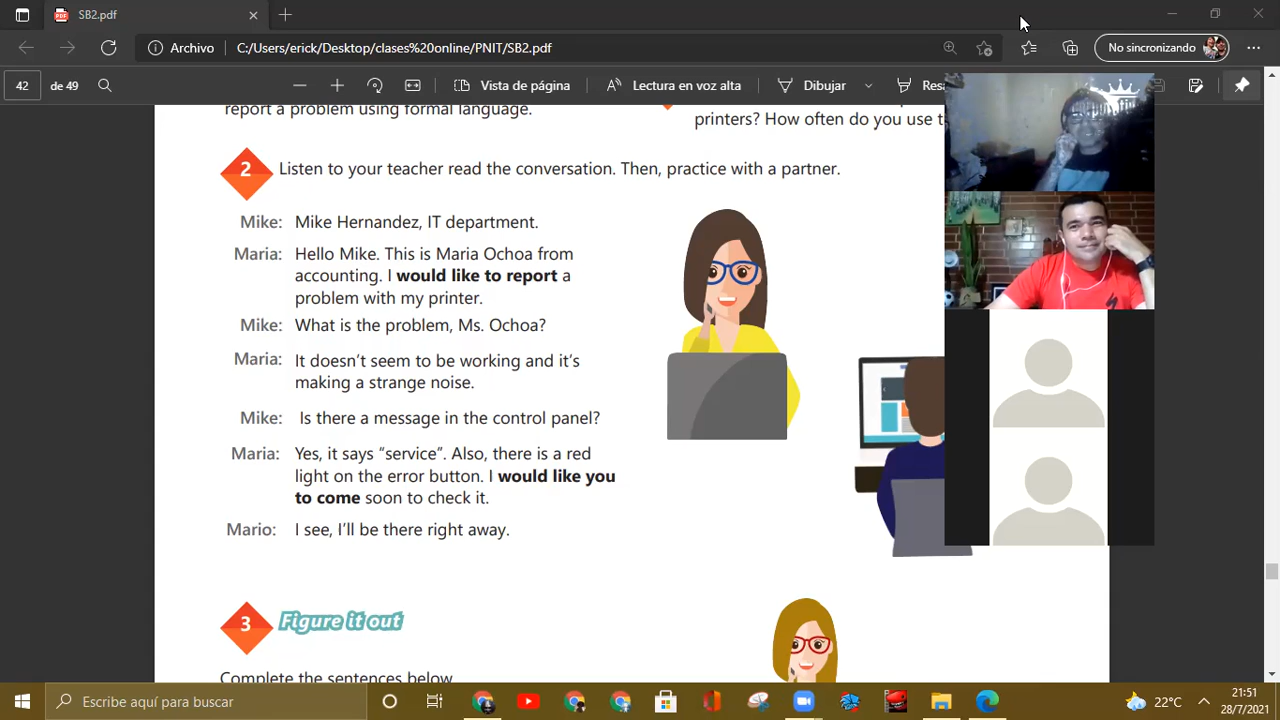 SB2.pdf
Archivo C:/Users/erick/Desktop/clases%20online/PNIT/SB2.pdf No sincronizando
42 de 49 Vista de página Lectura en voz alta Dibujar
report a problem using formal language.
printers? How often do you use
2 Listen to your teacher read the conversation. Then, practice with a partner.
Mike: Mike Hernandez, IT department.
Maria: Hello Mike. This is Maria Ochoa from
accounting. I would like to report a
problem with my printer.
Mike: What is the problem, Ms. Ochoa?
Maria: It doesn't seem to be working and it's
making a strange noise.
Mike: Is there a message in the control panel?
Maria: Yes, it says “service”. Also, there is a red
light on the error button. I would like you
to come soon to check it.
Mario: I see, I'll be there right away.
3 Figure it out
Complete the sentences below
Escribe aquí para buscar 22°C 21:51
28/7/2021